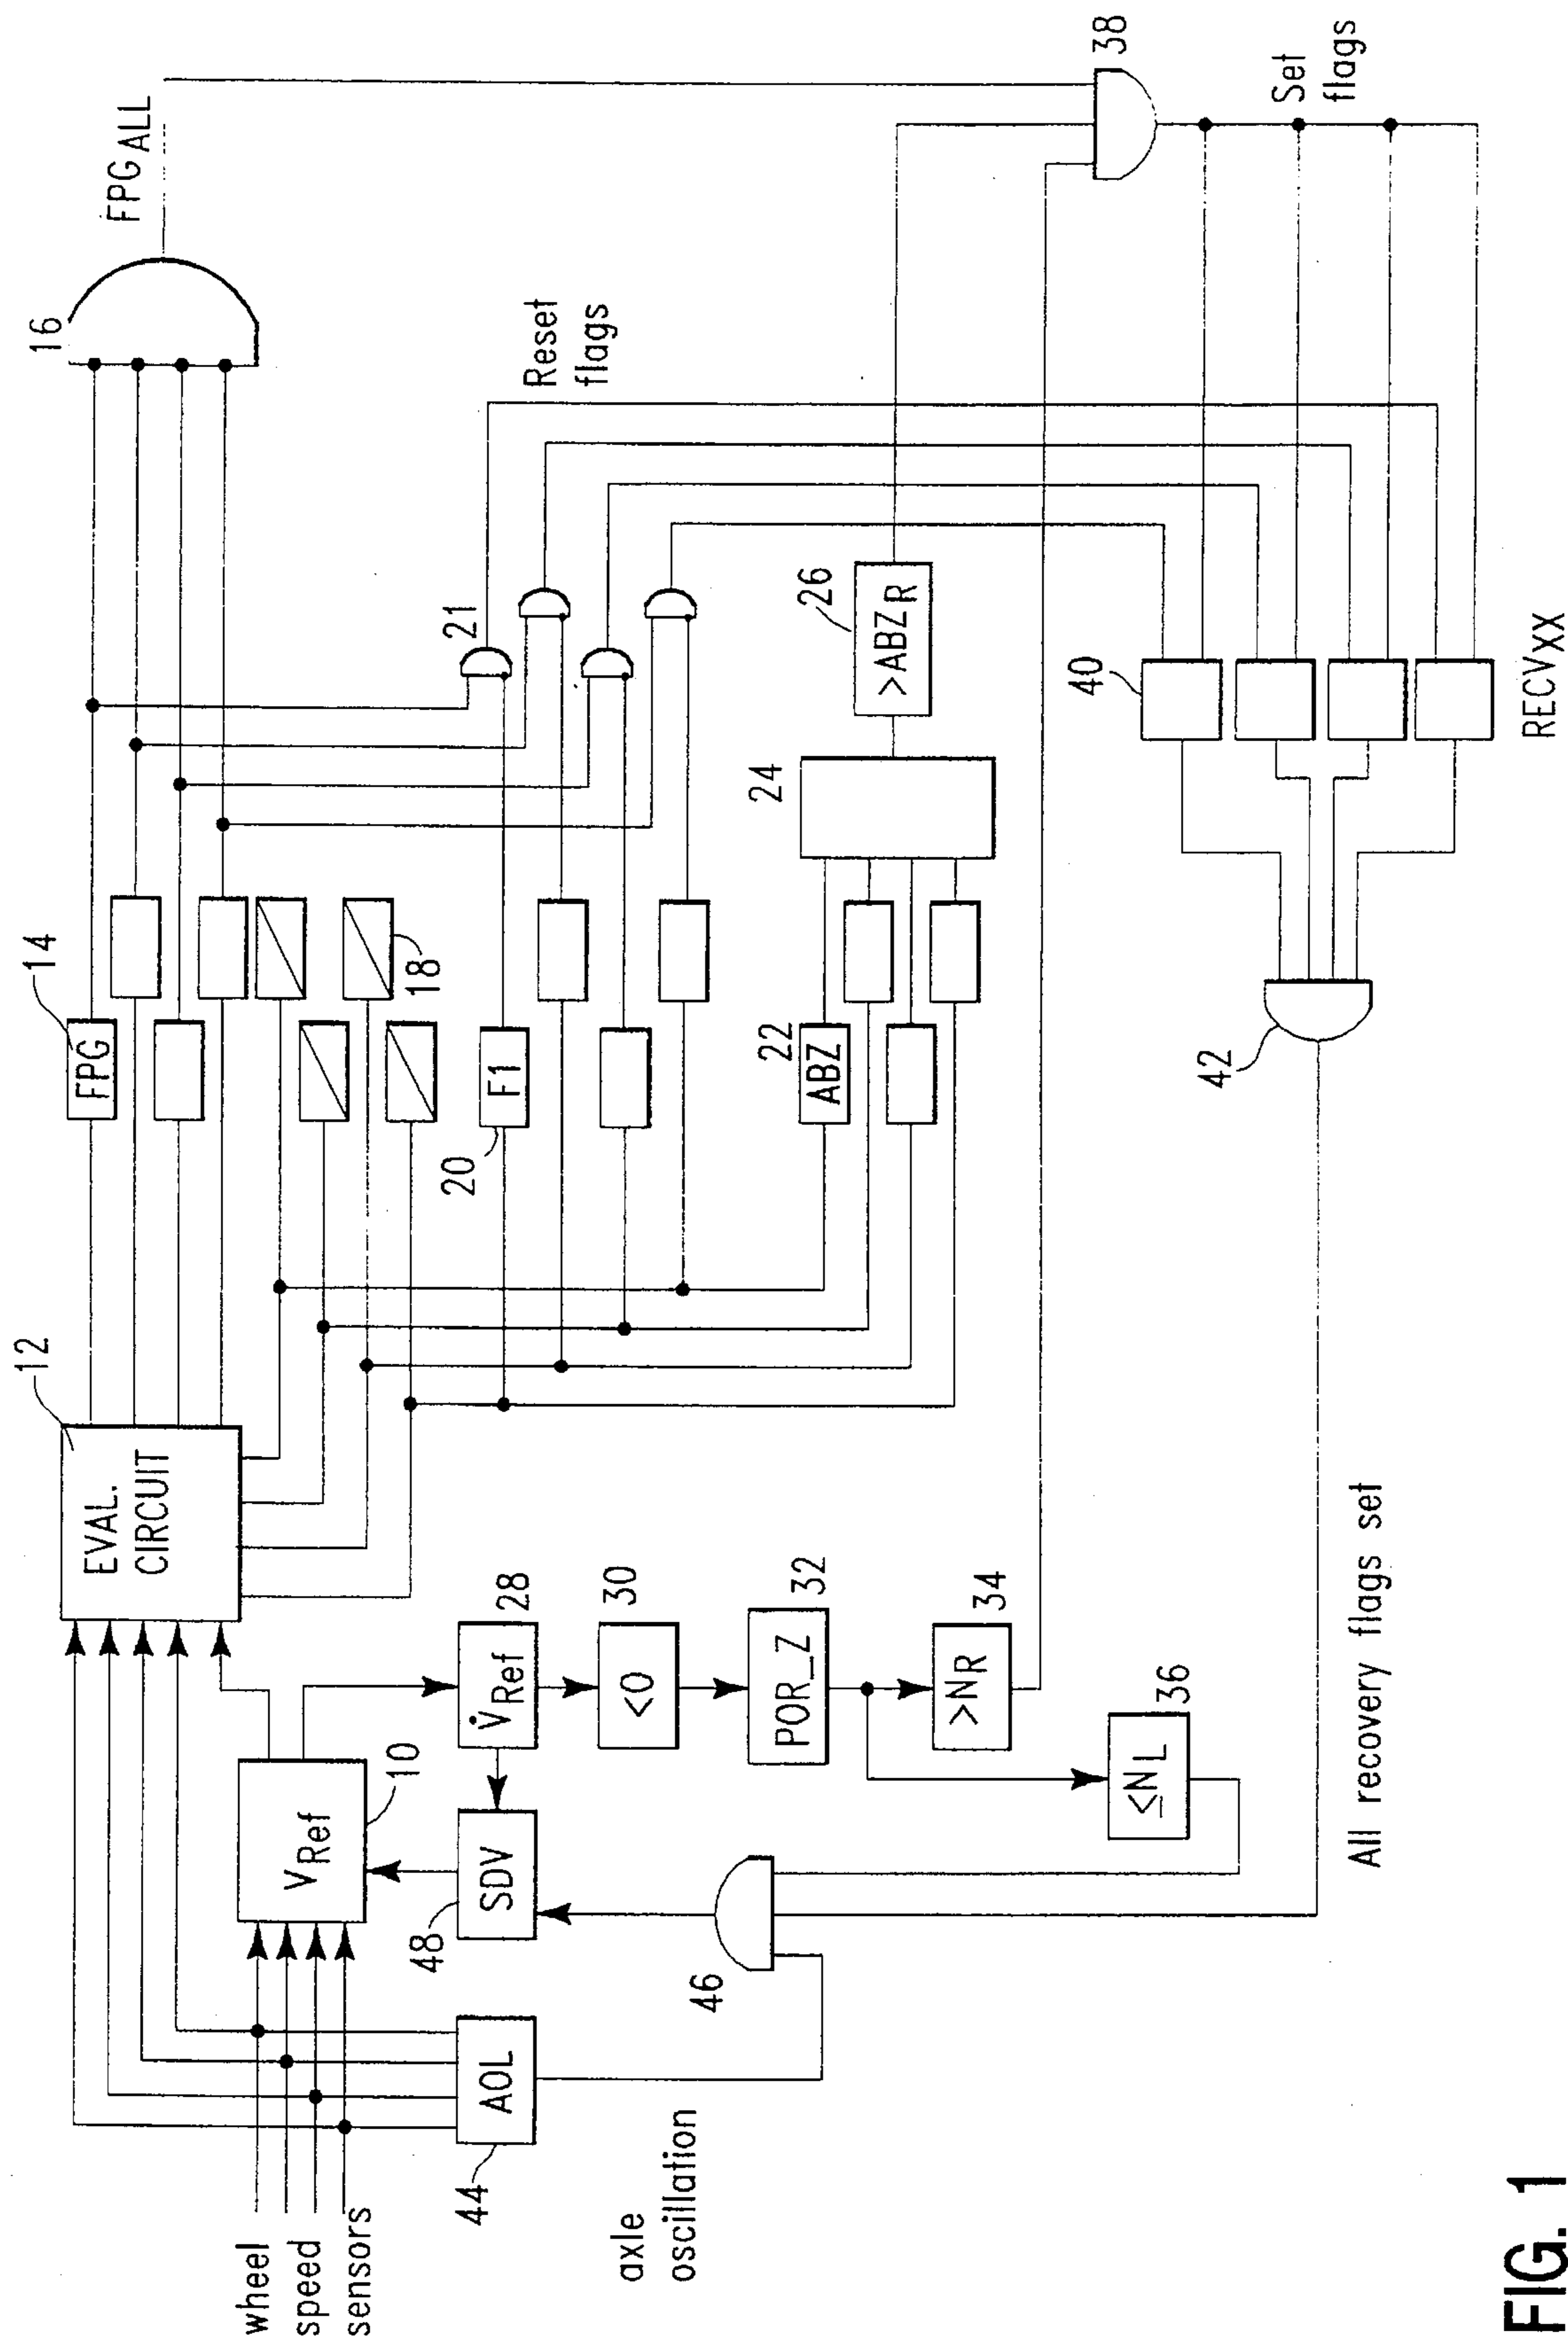 16
FPG ALL
38
Set
flags
12
EVAL.
CIRCUIT
14
FPG
18
21
Reset
flags
20
F1
22
ABZ
24
26
>ABZR
40
RECVXX
42
wheel
speed
sensors
VRef
10
V̇Ref
28
<0
30
POR_Z
32
>NR
34
≤NL
36
SDV
48
46
AOL
44
axle
oscillation
All recovery flags set
FIG. 1